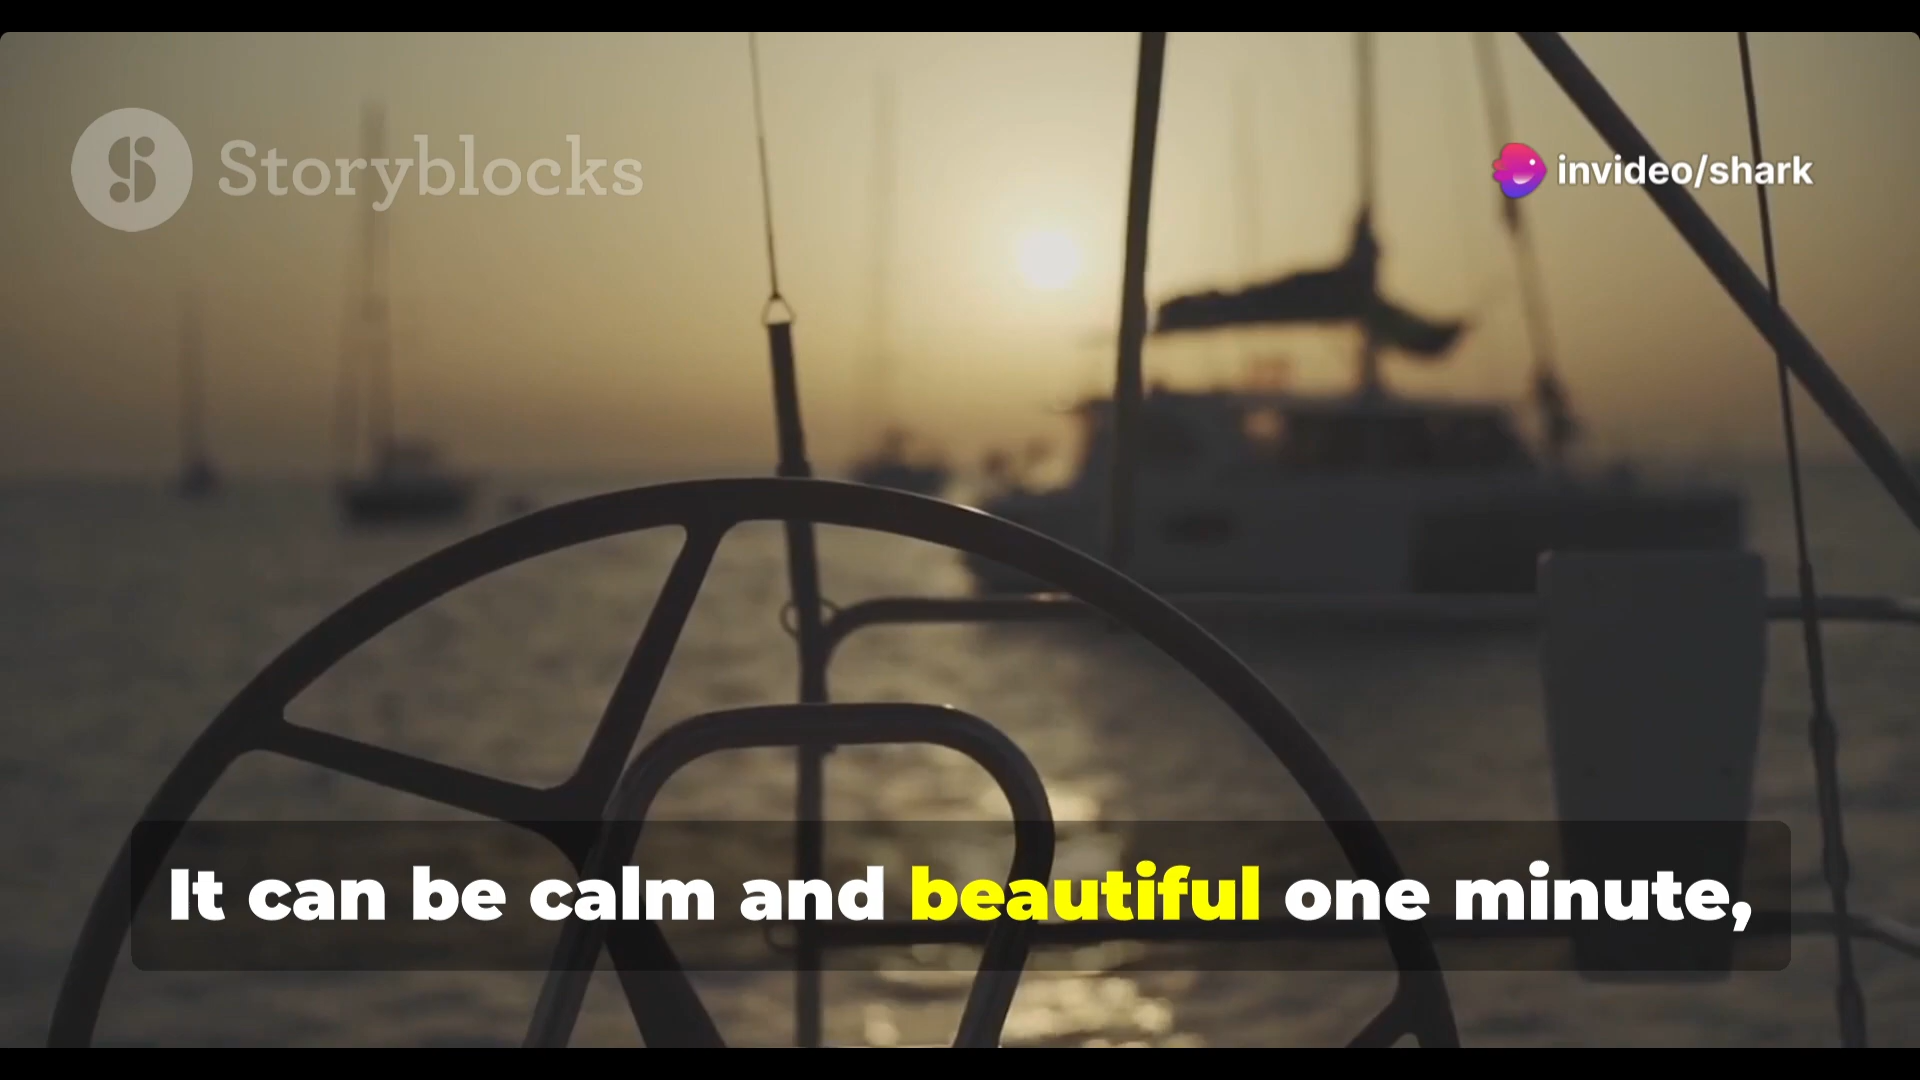 Storyblocks
invideo/shark
It can be calm and beautiful one minute,